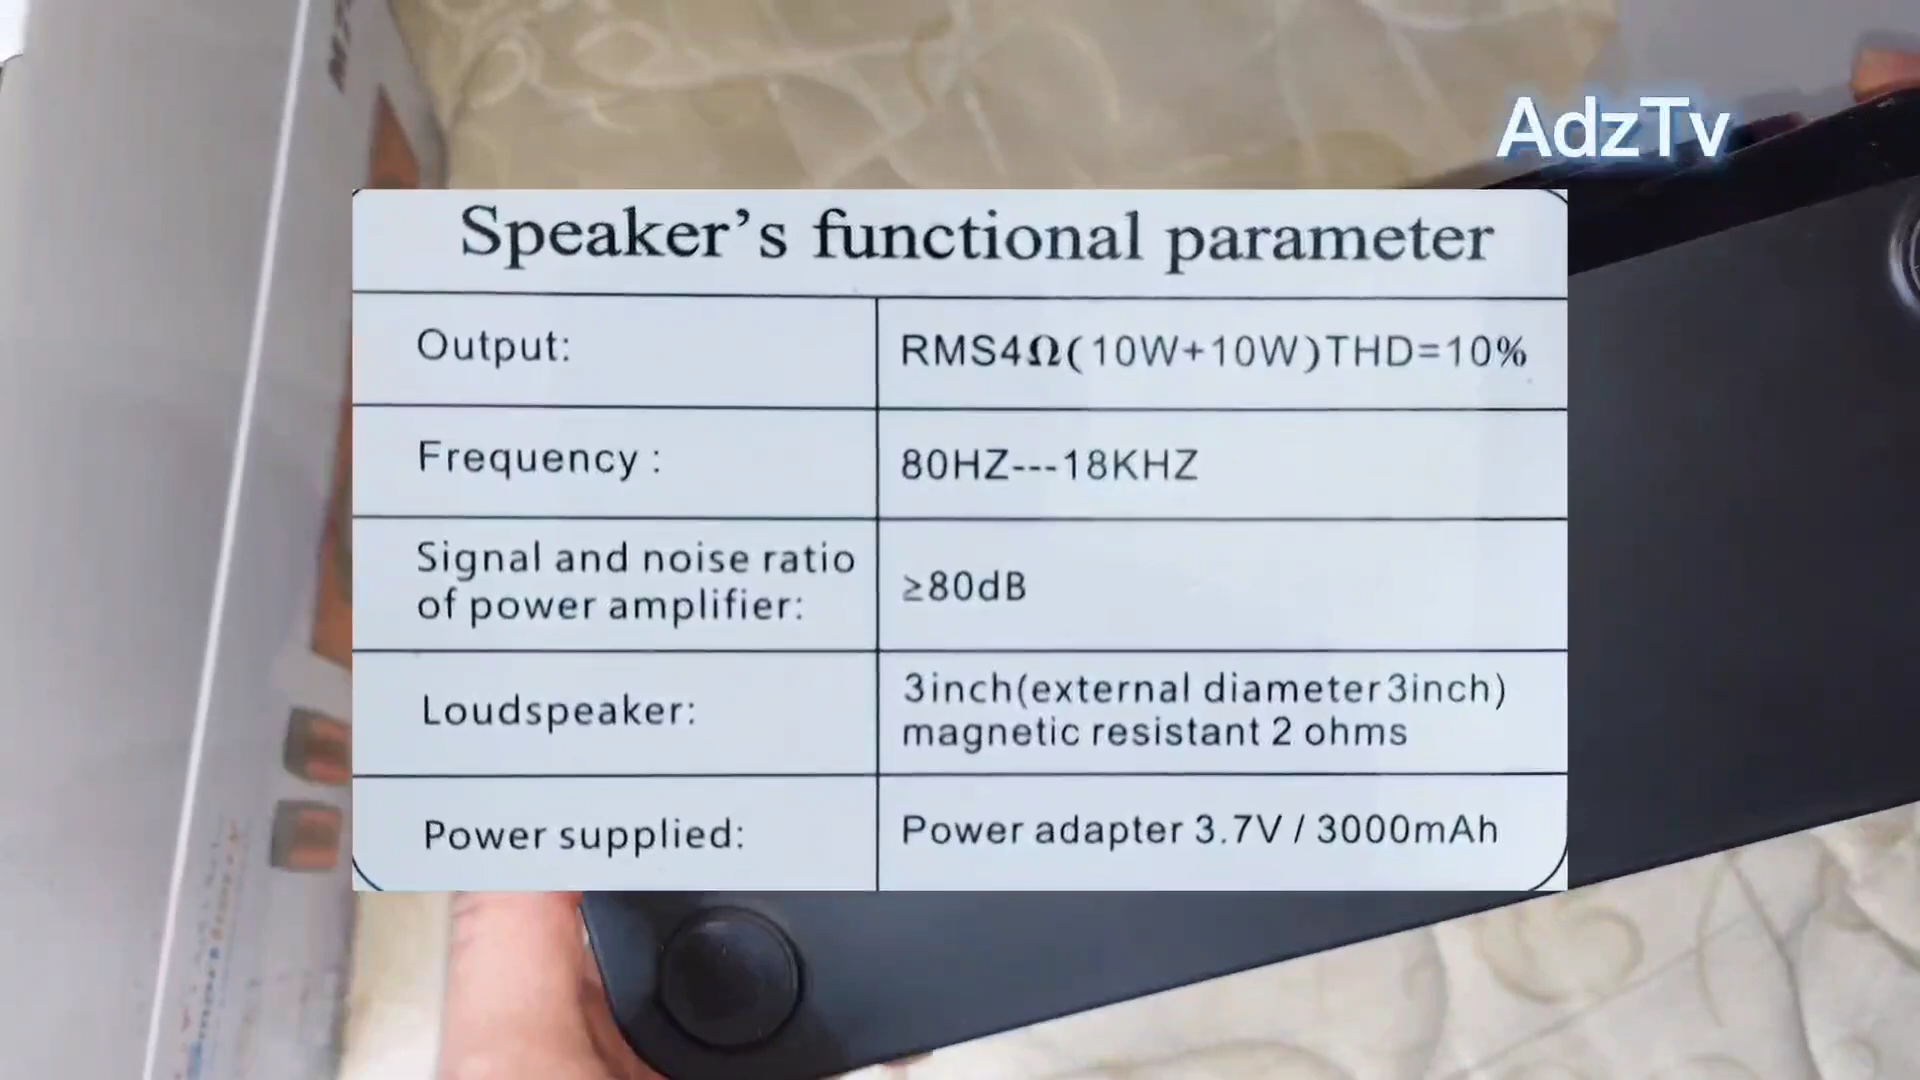 AdzTv
Speaker's functional parameter
Output: RMS4Ω(10W+10W)THD=10%
Frequency : 80HZ---18KHZ
Signal and noise ratio
of power amplifier: ≥80dB
Loudspeaker: 3inch(external diameter3inch)
magnetic resistant 2 ohms
Power supplied: Power adapter 3.7V / 3000mAh